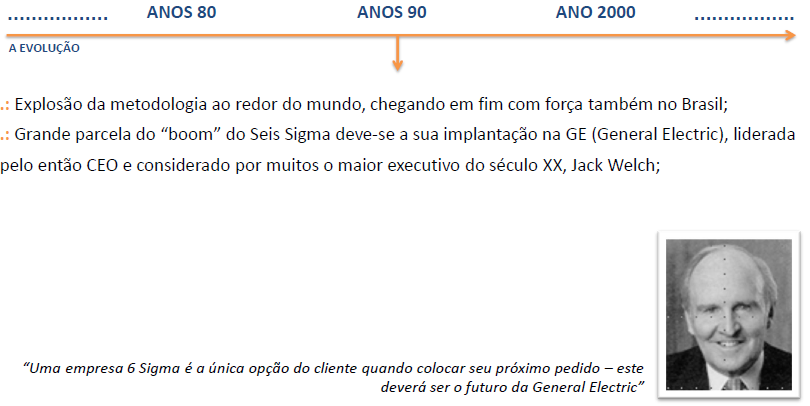 .................. ANOS 80 ANOS 90 ANO 2000 ..................
A EVOLUÇÃO
.: Explosão da metodologia ao redor do mundo, chegando em fim com força também no Brasil;
.: Grande parcela do “boom” do Seis Sigma deve-se a sua implantação na GE (General Electric), liderada
pelo então CEO e considerado por muitos o maior executivo do século XX, Jack Welch;
“Uma empresa 6 Sigma é a única opção do cliente quando colocar seu próximo pedido – este
deverá ser o futuro da General Electric”